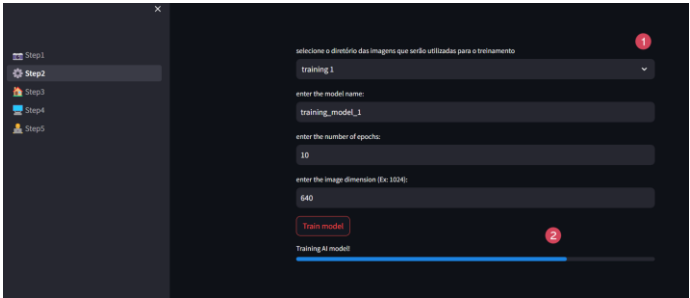 ×
Step1
Step2
Step3
Step4
Step5
1
selecione o diretório das imagens que serão utilizadas para o treinamento
training 1
enter the model name:
training_model_1
enter the number of epochs:
10
enter the image dimension (Ex: 1024):
640
Train model
2
Training AI model!